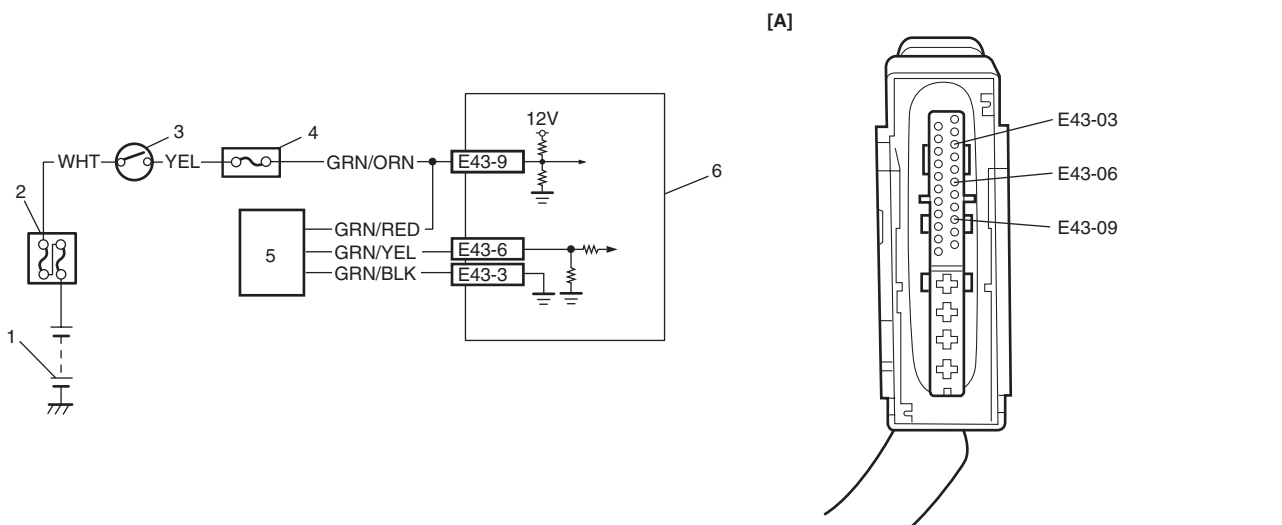 [A]
12V
3
4
WHT
YEL
GRN/ORN
E43-9
6
2
5
GRN/RED
GRN/YEL
E43-6
GRN/BLK
E43-3
1
E43-03
E43-06
E43-09